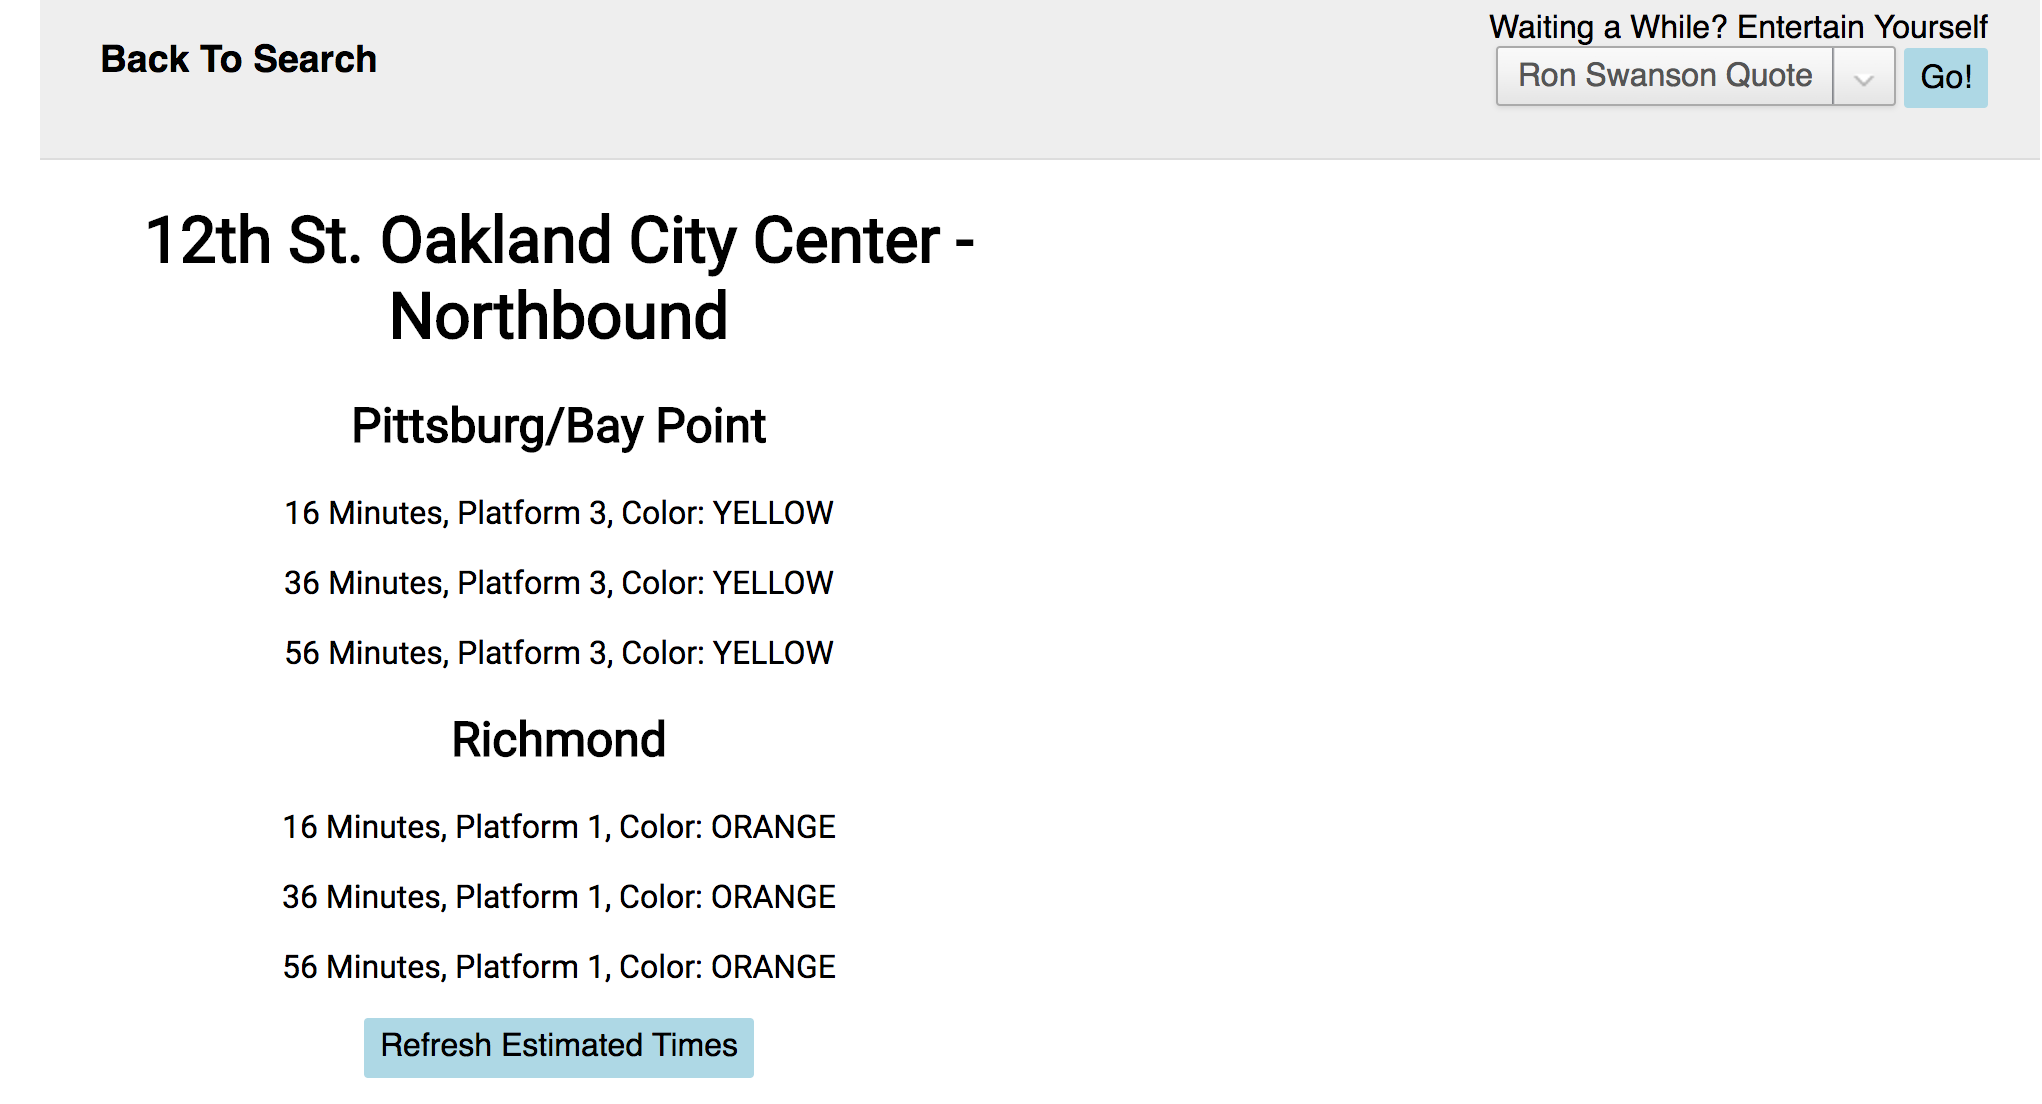 Back To Search
Waiting a While? Entertain Yourself
Ron Swanson Quote
Go!
12th St. Oakland City Center -
Northbound
Pittsburg/Bay Point
16 Minutes, Platform 3, Color: YELLOW
36 Minutes, Platform 3, Color: YELLOW
56 Minutes, Platform 3, Color: YELLOW
Richmond
16 Minutes, Platform 1, Color: ORANGE
36 Minutes, Platform 1, Color: ORANGE
56 Minutes, Platform 1, Color: ORANGE
Refresh Estimated Times